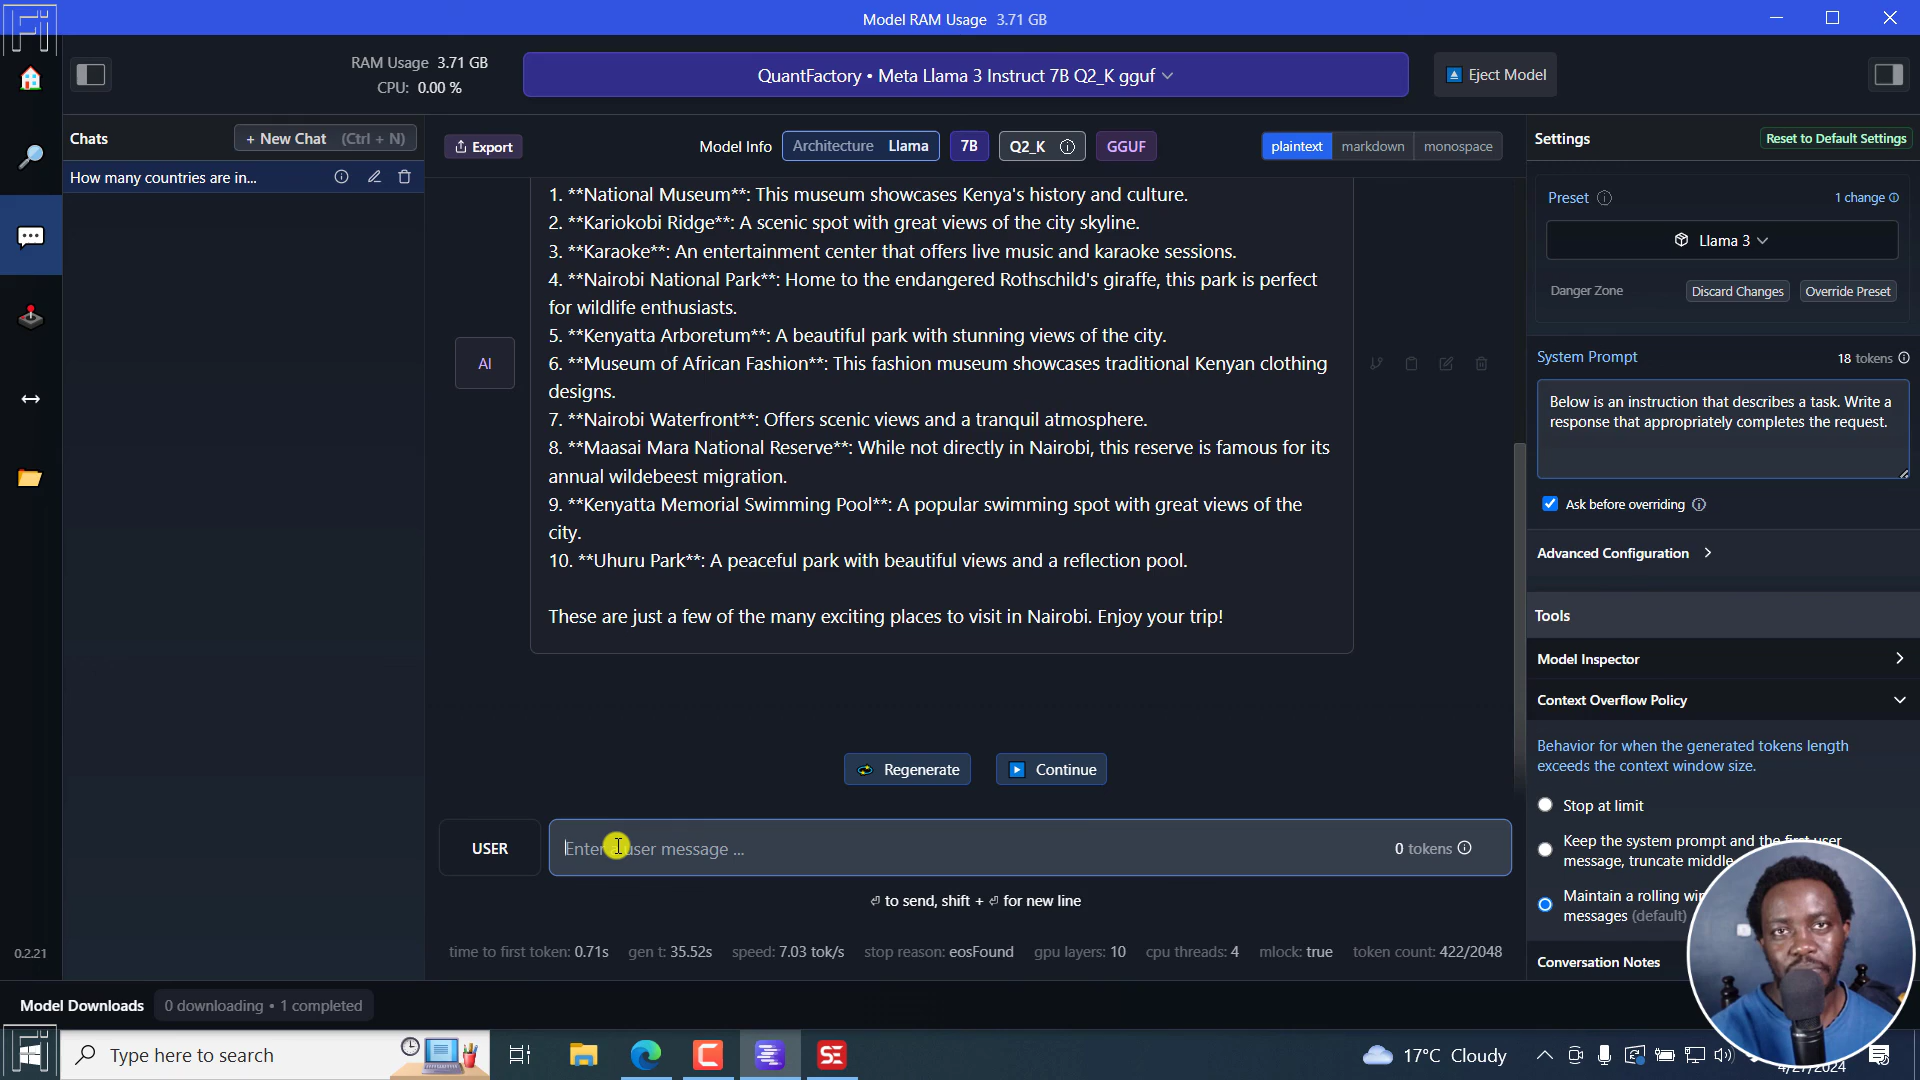 Model RAM Usage 3.71 GB
RAM Usage 3.71 GB
CPU: 0.00 %
QuantFactory • Meta Llama 3 Instruct 7B Q2_K gguf
Eject Model
Chats
+ New Chat (Ctrl + N)
How many countries are in...
Export
Model Info
Architecture Llama
7B
Q2_K
GGUF
plaintext
markdown
monospace
1. **National Museum**: This museum showcases Kenya's history and culture.
2. **Kariokobi Ridge**: A scenic spot with great views of the city skyline.
3. **Karaoke**: An entertainment center that offers live music and karaoke sessions.
4. **Nairobi National Park**: Home to the endangered Rothschild's giraffe, this park is perfect
for wildlife enthusiasts.
5. **Kenyatta Arboretum**: A beautiful park with stunning views of the city.
6. **Museum of African Fashion**: This fashion museum showcases traditional Kenyan clothing
designs.
7. **Nairobi Waterfront**: Offers scenic views and a tranquil atmosphere.
8. **Maasai Mara National Reserve**: While not directly in Nairobi, this reserve is famous for its
annual wildebeest migration.
9. **Kenyatta Memorial Swimming Pool**: A popular swimming spot with great views of the
city.
10. **Uhuru Park**: A peaceful park with beautiful views and a reflection pool.
These are just a few of the many exciting places to visit in Nairobi. Enjoy your trip!
AI
Regenerate
Continue
USER
Enter a user message ...
0 tokens
⏎ to send, shift + ⏎ for new line
time to first token: 0.71s gen t: 35.52s speed: 7.03 tok/s stop reason: eosFound gpu layers: 10 cpu threads: 4 mlock: true token count: 422/2048
Settings
Reset to Default Settings
Preset
1 change
Llama 3
Danger Zone
Discard Changes
Override Preset
System Prompt
18 tokens
Below is an instruction that describes a task. Write a
response that appropriately completes the request.
Ask before overriding
Advanced Configuration
Tools
Model Inspector
Context Overflow Policy
Behavior for when the generated tokens length
exceeds the context window size.
Stop at limit
Keep the system prompt and the first user
message, truncate middle
Maintain a rolling
messages (default)
Conversation Notes
0.2.21
Model Downloads
0 downloading • 1 completed
Type here to search
SE
17°C Cloudy
4/27/2024